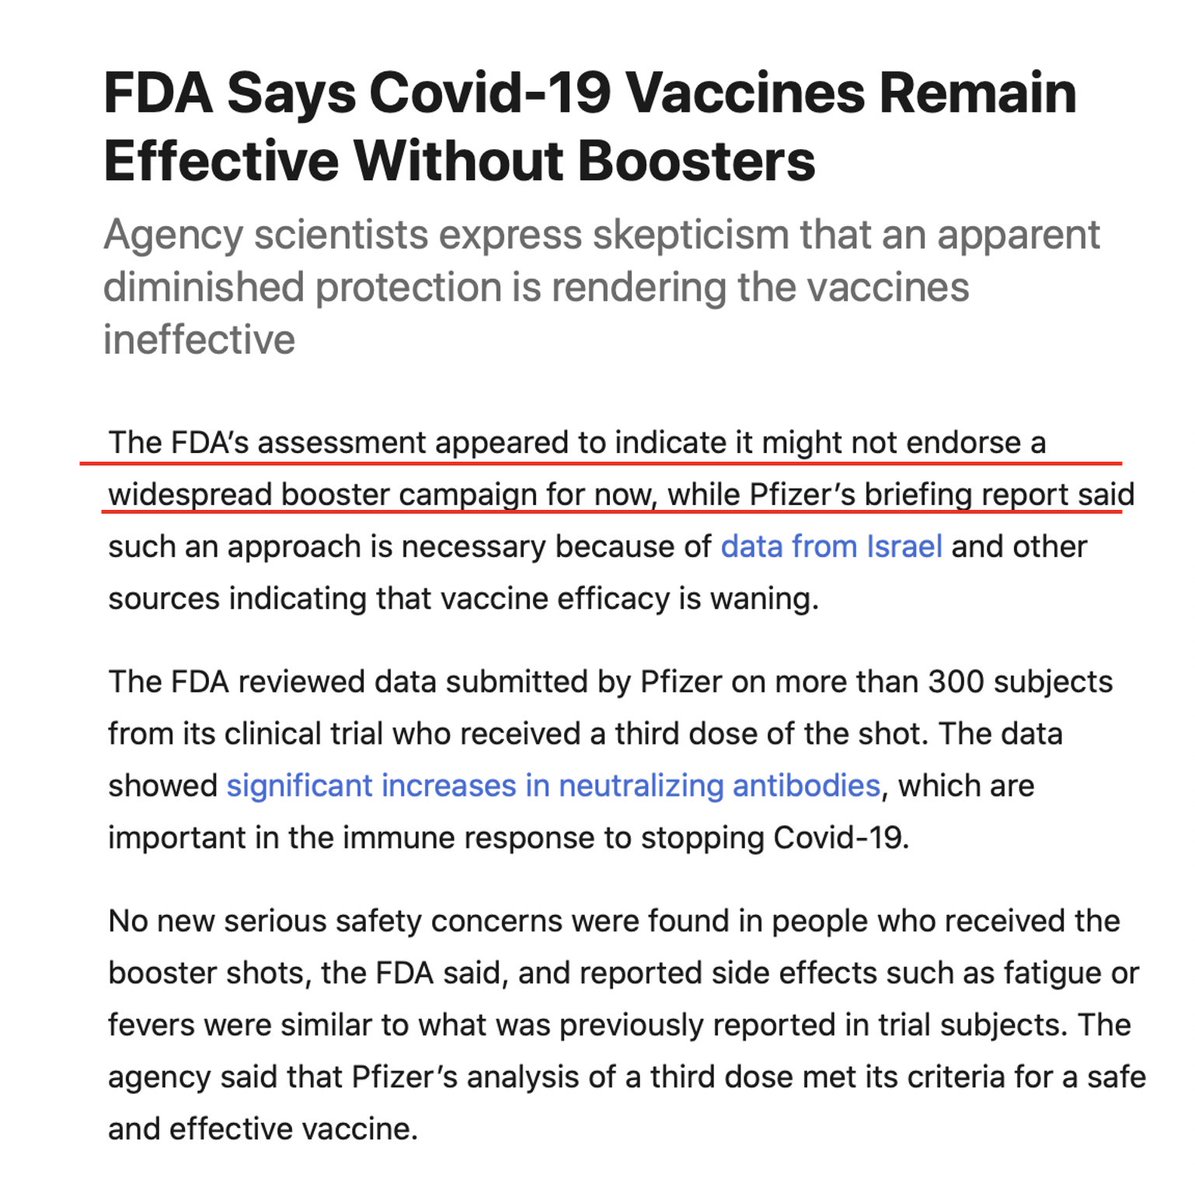 FDA Says Covid-19 Vaccines Remain
Effective Without Boosters
Agency scientists express skepticism that an apparent
diminished protection is rendering the vaccines
ineffective
The FDA’s assessment appeared to indicate it might not endorse a
widespread booster campaign for now, while Pfizer’s briefing report said
such an approach is necessary because of data from Israel and other
sources indicating that vaccine efficacy is waning.
The FDA reviewed data submitted by Pfizer on more than 300 subjects
from its clinical trial who received a third dose of the shot. The data
showed significant increases in neutralizing antibodies, which are
important in the immune response to stopping Covid-19.
No new serious safety concerns were found in people who received the
booster shots, the FDA said, and reported side effects such as fatigue or
fevers were similar to what was previously reported in trial subjects. The
agency said that Pfizer’s analysis of a third dose met its criteria for a safe
and effective vaccine.